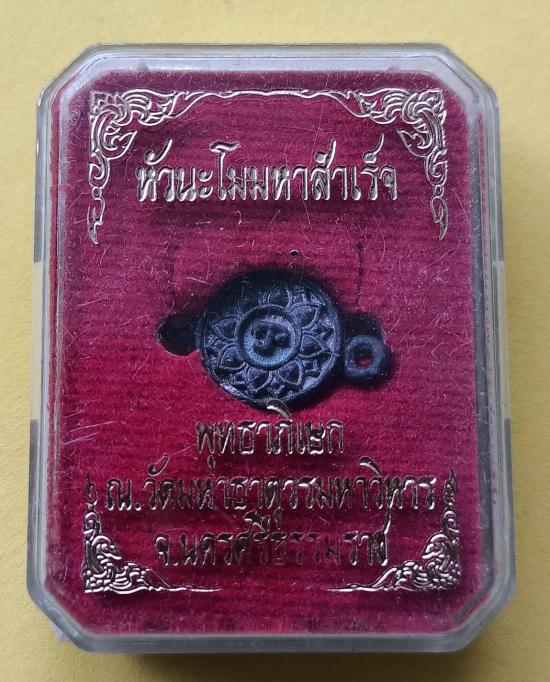 หัวนะโมมหาสำเร็จ
พุทธาภิเษก
ณ.วัดมหาธาตุวรมหาวิหาร
จ.นครศรีธรรมราช